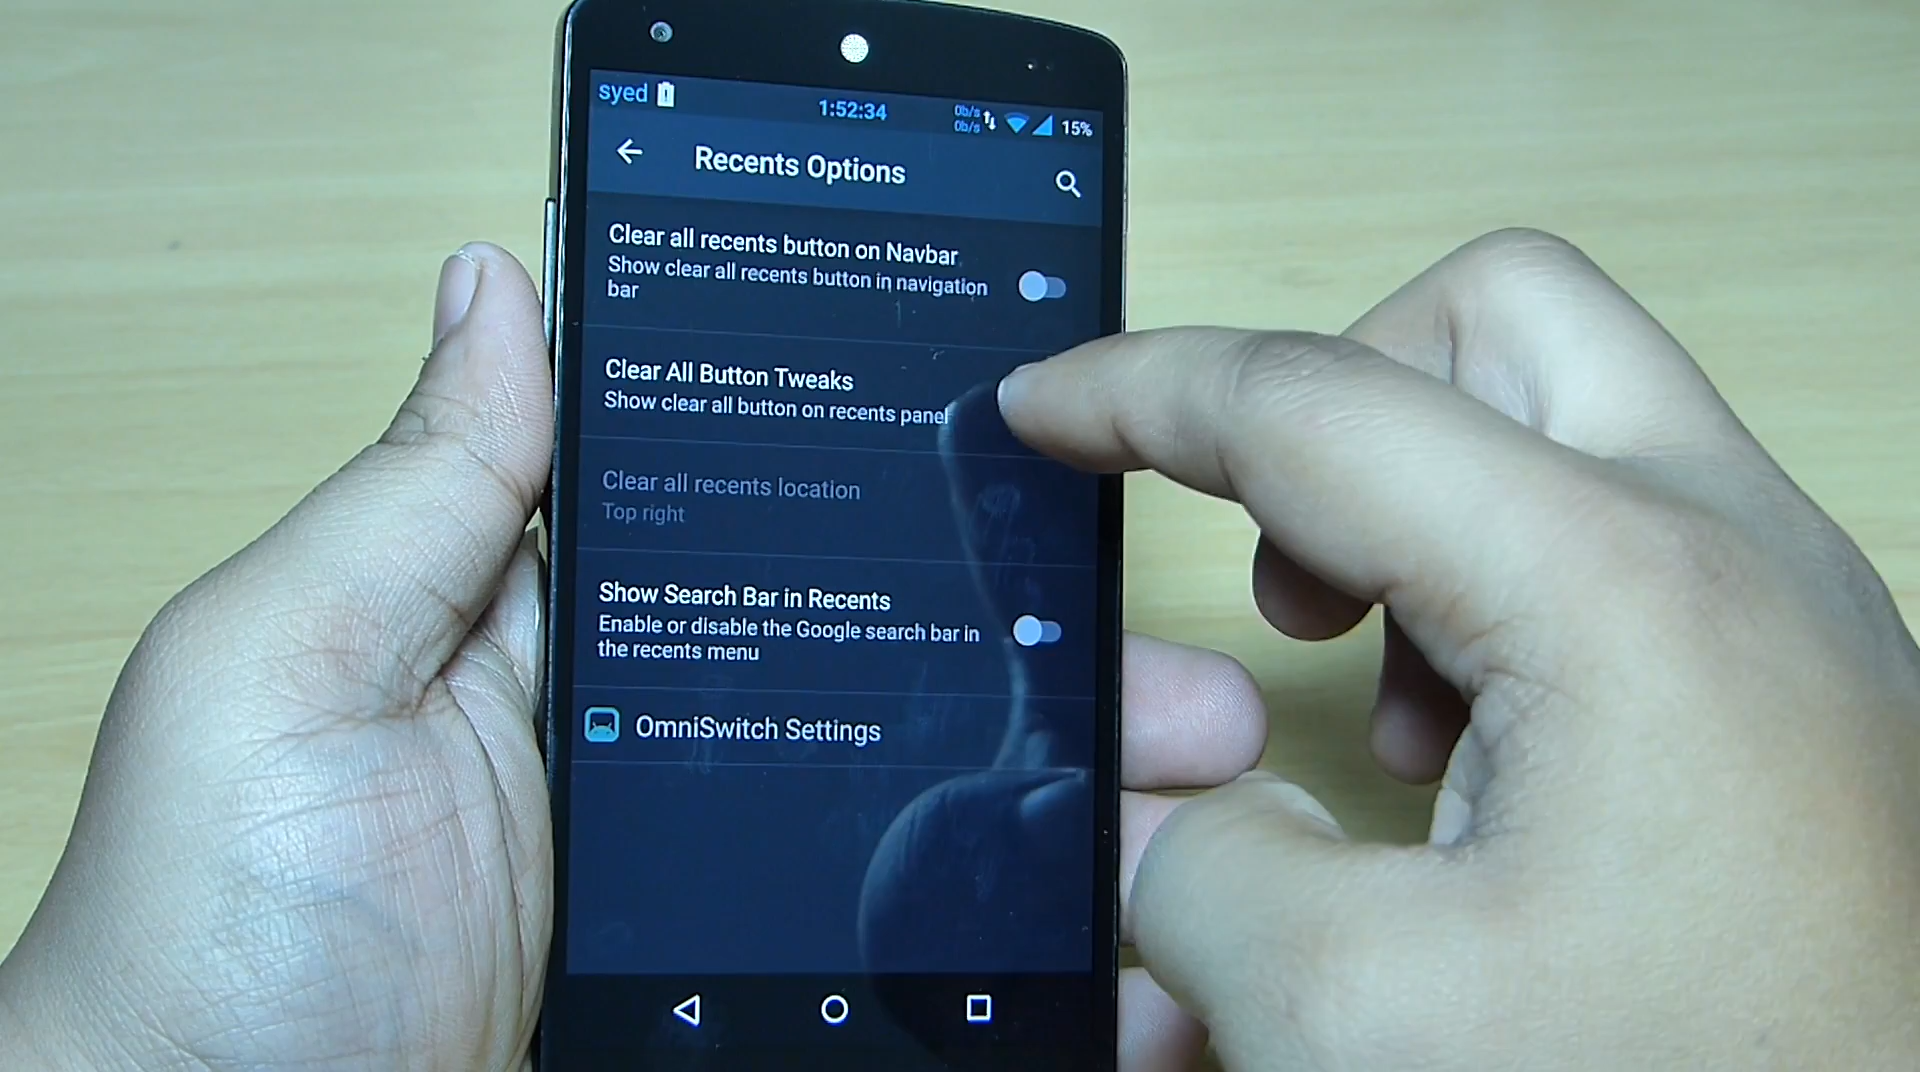 syed
1:52:34
0b/s
0b/s
15%
Recents Options
Clear all recents button on Navbar
Show clear all recents button in navigation
bar
Clear All Button Tweaks
Show clear all button on recents panel
Clear all recents location
Top right
Show Search Bar in Recents
Enable or disable the Google search bar in
the recents menu
OmniSwitch Settings